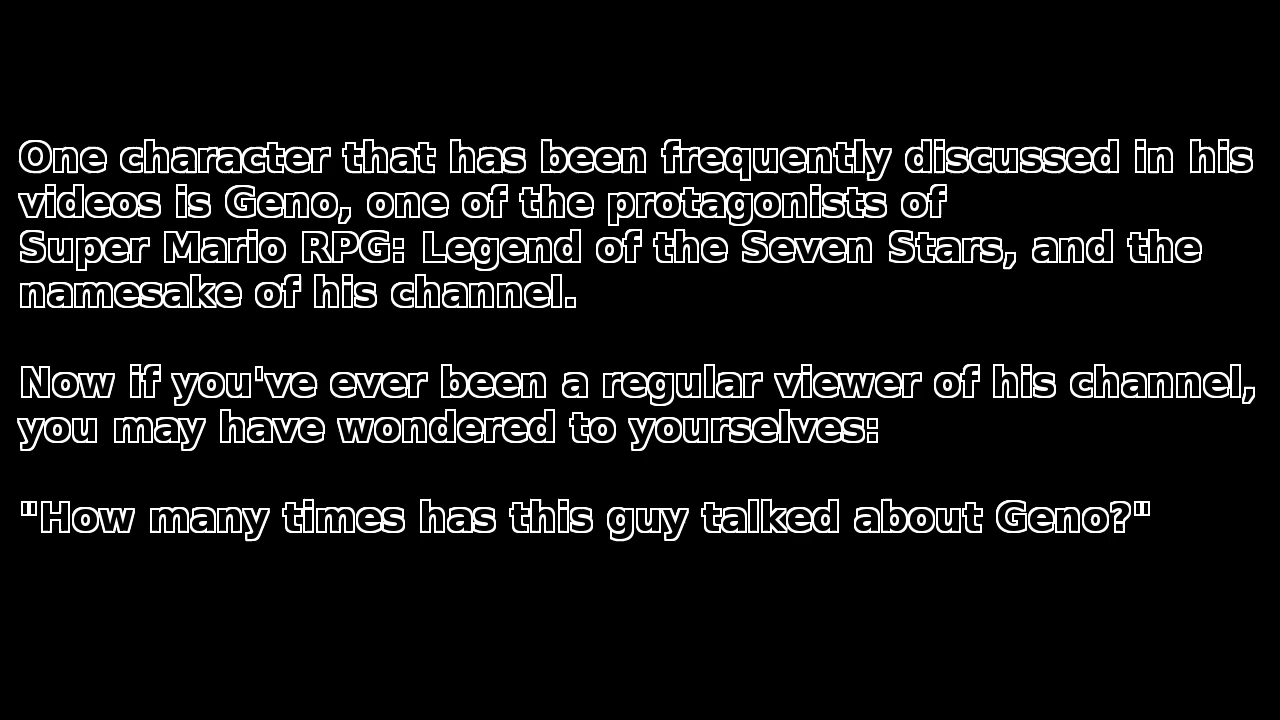 One character that has been frequently discussed in his
videos is Geno, one of the protagonists of
Super Mario RPG: Legend of the Seven Stars, and the
namesake of his channel.
Now if you've ever been a regular viewer of his channel,
you may have wondered to yourselves:
"How many times has this guy talked about Geno?"